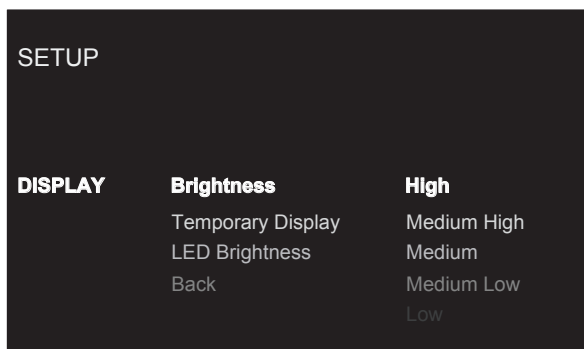 SETUP
DISPLAY Brightness High
Temporary Display Medium High
LED Brightness Medium
Back Medium Low
Low